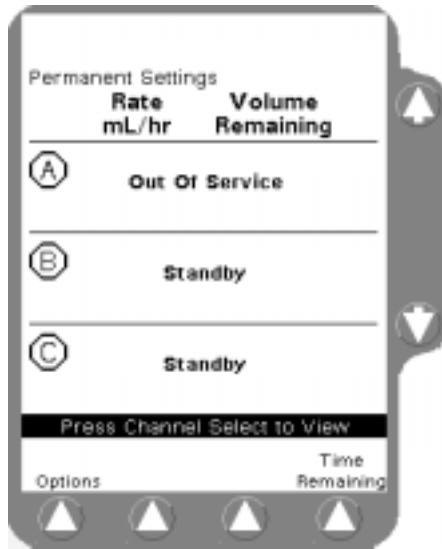 Permanent Settings
Rate Volume
mL/hr Remaining
A
Out Of Service
B
Standby
C
Standby
Press Channel Select to View
Time
Options Remaining